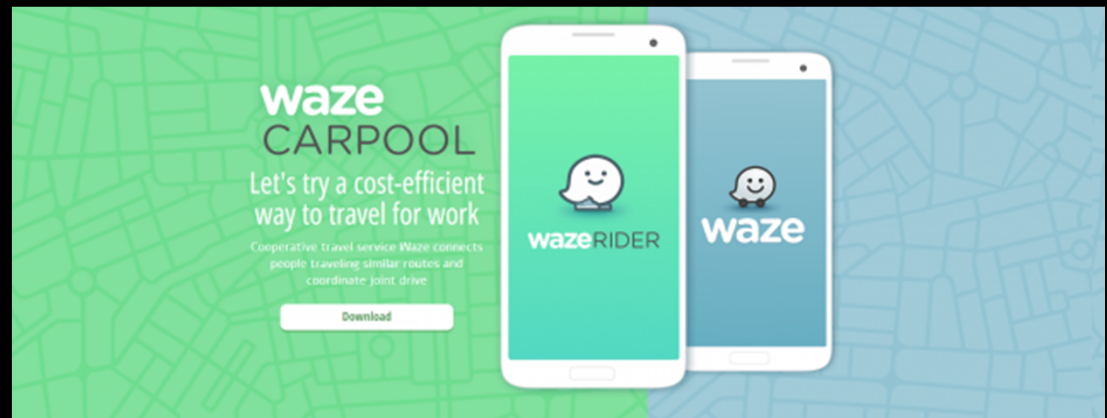 waze
CARPOOL
Let's try a cost-efficient
way to travel for work
Cooperative travel service Waze connects
people traveling similar routes and
coordinate joint drive
Download
wazeRIDER
waze